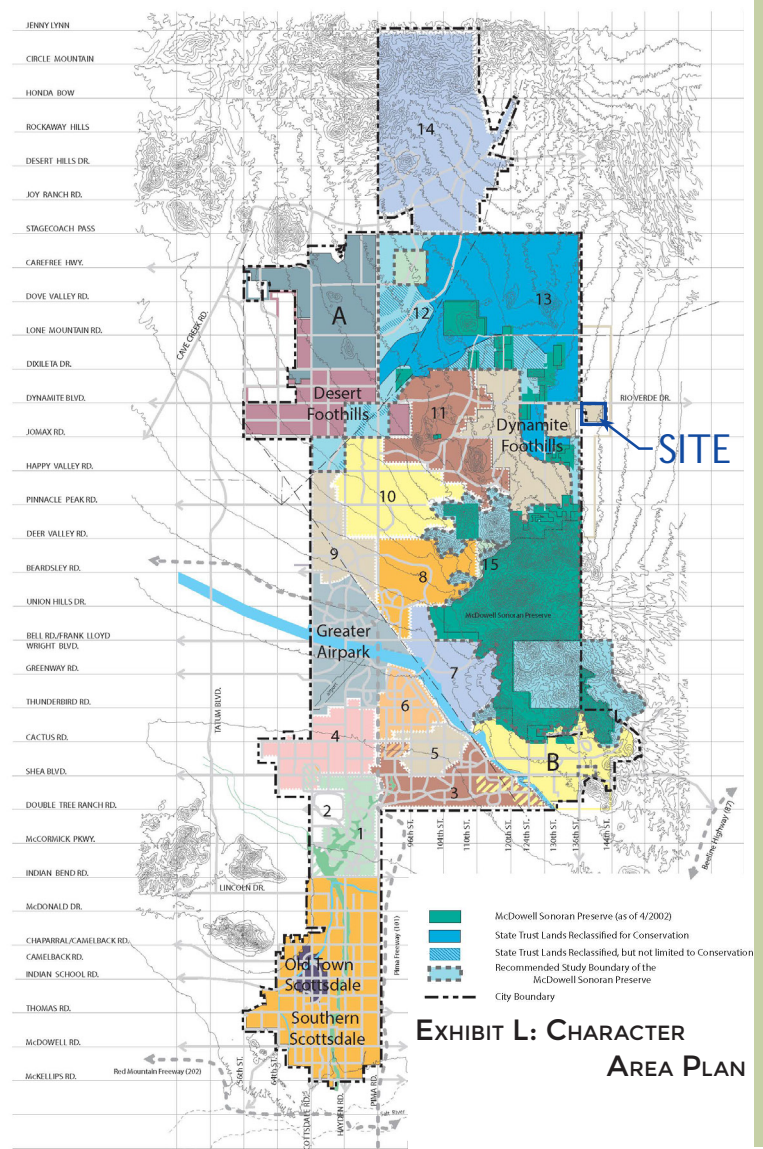 JENNY LYNN
CIRCLE MOUNTAIN
HONDA BOW
ROCKAWAY HILLS
DESERT HILLS DR.
JOY RANCH RD.
STAGECOACH PASS
CAREFREE HWY.
DOVE VALLEY RD.
LONE MOUNTAIN RD.
DIXILETA DR.
DYNAMITE BLVD.
JOMAX RD.
HAPPY VALLEY RD.
PINNACLE PEAK RD.
DEER VALLEY RD.
BEARDSLEY RD.
UNION HILLS DR.
BELL RD./FRANK LLOYD
WRIGHT BLVD.
GREENWAY RD.
THUNDERBIRD RD.
CACTUS RD.
SHEA BLVD.
DOUBLE TREE RANCH RD.
McCORMICK PKWY.
INDIAN BEND RD.
McDONALD DR.
CHAPARRAL/CAMELBACK RD.
CAMELBACK RD.
INDIAN SCHOOL RD.
THOMAS RD.
McDOWELL RD.
McKELLIPS RD.
14
CAVE CREEK RD.
A
12
13
Desert
Foothills
11
Dynamite
Foothills
RIO VERDE DR.
SITE
10
9
8
15
McDowell Sonoran Preserve
Greater
Airpark
airport
7
6
TATUM BLVD.
4
5
B
3
2
1
LINCOLN DR.
96th ST.
104th ST.
110th ST.
120th ST.
124th ST.
130th ST.
136th ST.
144th ST.
Beeline Highway (87)
Pima Freeway (101)
Old Town
Scottsdale
Southern
Scottsdale
Red Mountain Freeway (202)
56th ST.
64th ST.
COTTSDALE RD.
HAYDEN RD.
PIMA RD.
River
McDowell Sonoran Preserve (as of 4/2002)
State Trust Lands Reclassified for Conservation
State Trust Lands Reclassified, but not limited to Conservation
Recommended Study Boundary of the
McDowell Sonoran Preserve
City Boundary
EXHIBIT L: CHARACTER
AREA PLAN